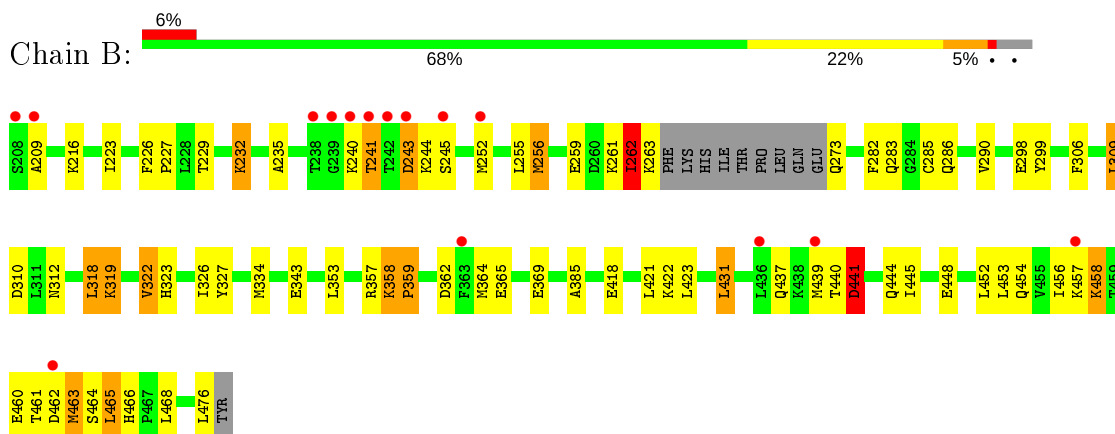 6%
Chain B:
68% 22% 5% • •
S208 A209 K216 I223 F226 P227 L228 T229 K232 A235 T238 G239 K240 T241 T242 D243 K244 S245 M252 L255 M256 E259 D260 K261 I262 K263 PHE LYS HIS ILE THR PRO LEU GLN GLU Q273 F282 Q283 G284 C285 Q286 V290 E298 Y299 F306 L309
D310 L311 N312 L318 K319 V322 H323 I326 Y327 M334 E343 L353 R357 K358 P359 D362 F363 M364 E365 E369 A385 E418 L421 K422 L423 L431 L436 Q437 K438 M439 T440 D441 Q444 I445 E448 L452 L453 Q454 V455 I456 K457 K458 T459
E460 T461 D462 M463 S464 L465 H466 P467 L468 L476 TYR